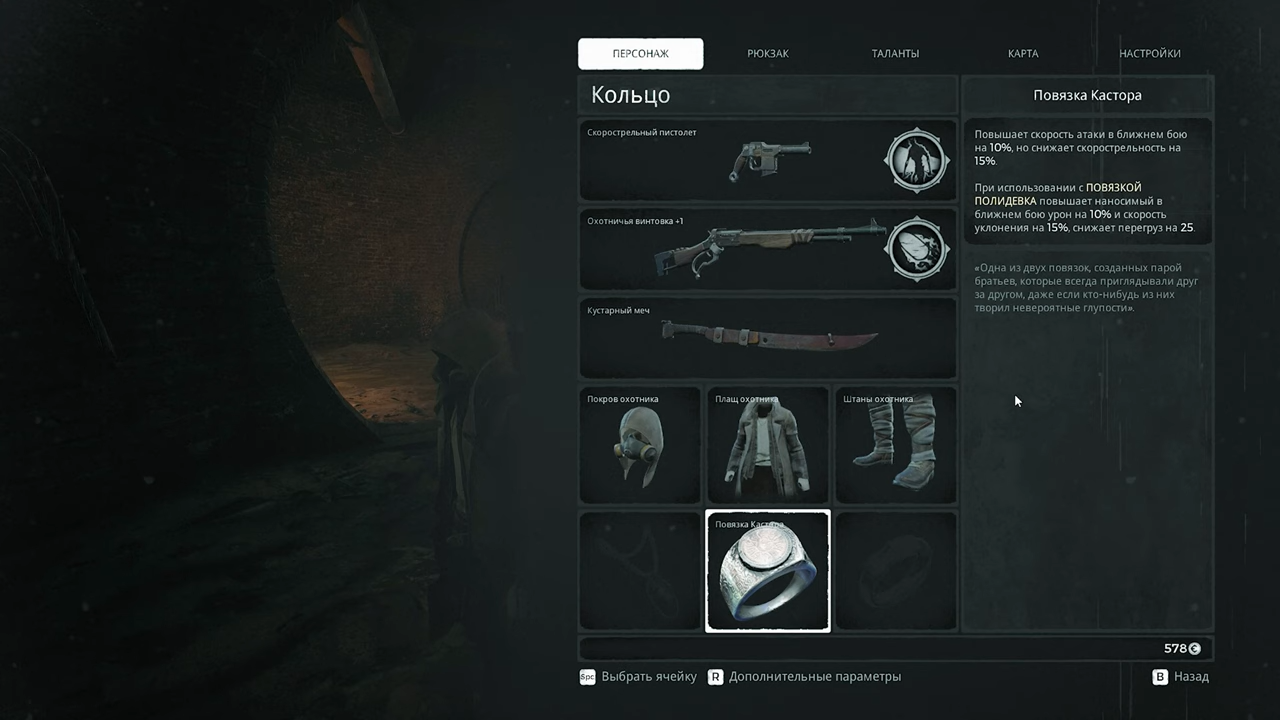 ПЕРСОНАЖ
РЮКЗАК
ТАЛАНТЫ
КАРТА
НАСТРОЙКИ
Кольцо
Повязка Кастора
Скорострельный пистолет
Охотничья винтовка +1
Кустарный меч
Покров охотника
Плащ охотника
Штаны охотника
Повязка Кастора
Повышает скорость атаки в ближнем бою
на 10%, но снижает скорострельность на
15%.
При использовании с ПОВЯЗКОЙ
ПОЛИДЕВКА повышает наносимый в
ближнем бою урон на 10% и скорость
уклонения на 15%, снижает перегруз на 25.
«Одна из двух повязок, созданных парой
братьев, которые всегда приглядывали друг
за другом, даже если кто-нибудь из них
творил невероятные глупости».
578
Spc Выбрать ячейку
R Дополнительные параметры
B Назад